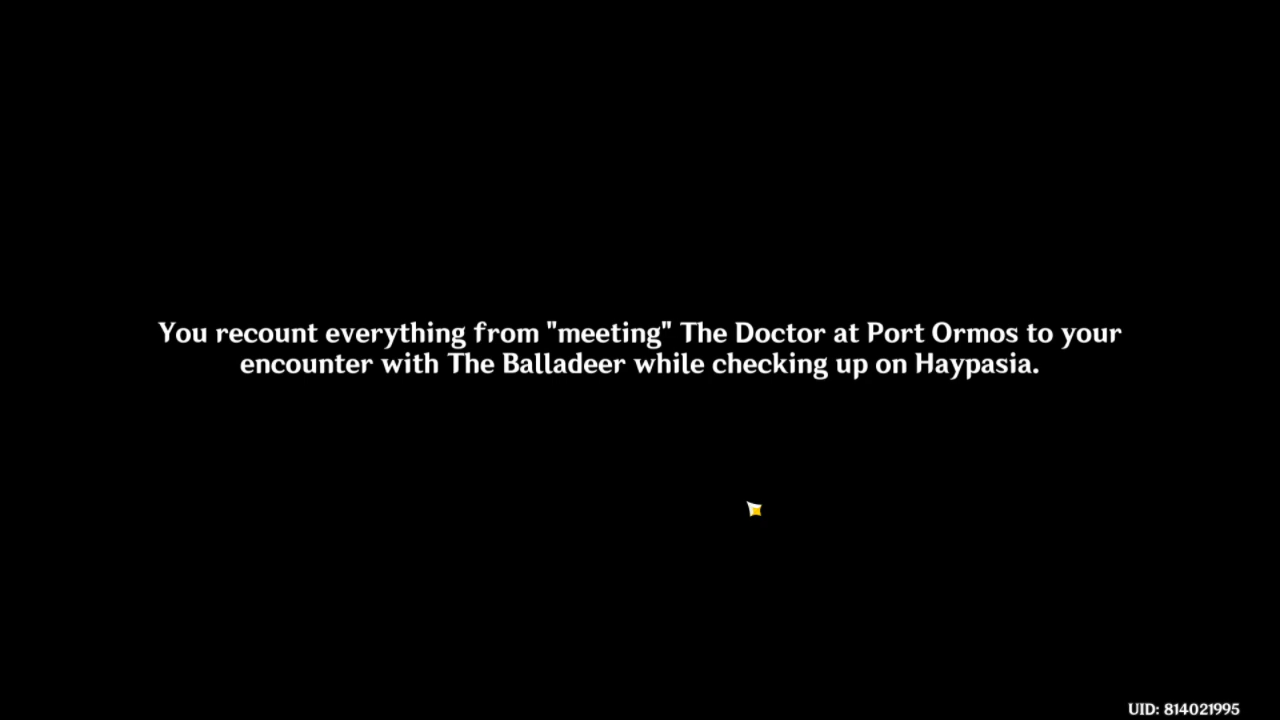 You recount everything from "meeting" The Doctor at Port Ormos to your
encounter with The Balladeer while checking up on Haypasia.
UID: 814021995